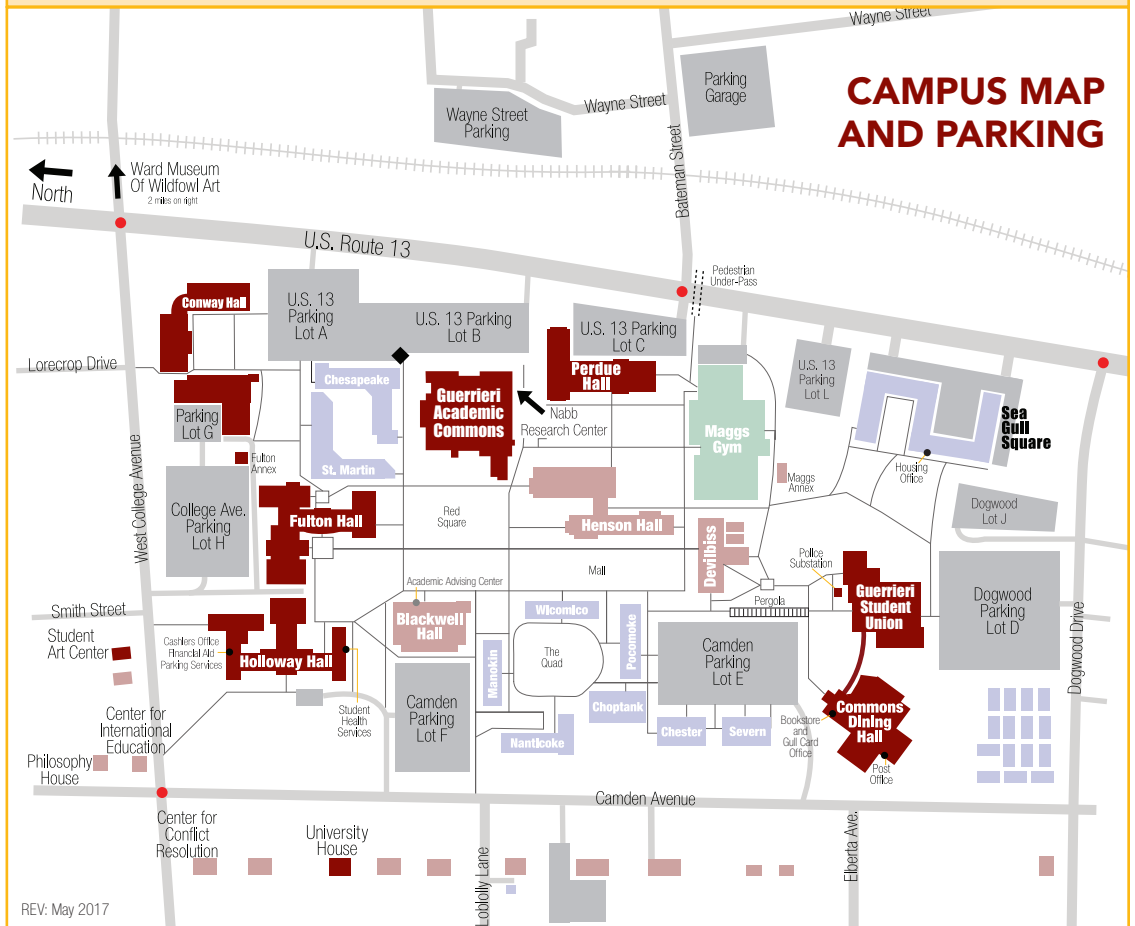 Wayne Street
CAMPUS MAP
AND PARKING
Parking
Garage
Wayne Street
Wayne Street
Parking
Bateman Street
North
Ward Museum
Of Wildfowl Art
2 miles on right
U.S. Route 13
Pedestrian
Under-Pass
Conway Hall
U.S. 13
Parking
Lot A
U.S. 13 Parking
Lot B
U.S. 13 Parking
Lot C
Lorecrop Drive
Chesapeake
Perdue
Hall
U.S. 13
Parking
Lot L
Guerrieri
Academic
Commons
Nabb
Research Center
Sea
Gull
Square
Parking
Lot G
Maggs
Gym
Fulton
Annex
St. Martin
Housing
Office
Maggs
Annex
West College Avenue
College Ave.
Parking
Lot H
Fulton Hall
Red
Square
Henson Hall
Dogwood
Lot J
Devilbiss
Mall
Police
Substation
Academic Advising Center
Guerrieri
Student
Union
Dogwood
Parking
Lot D
Smith Street
Student
Art Center
Cashiers Office
Financial Aid
Parking Services
Holloway Hall
Blackwell
Hall
Wicomico
Pergola
Pocomoke
Camden
Parking
Lot E
Manokin
The
Quad
Dogwood Drive
Choptank
Camden
Parking
Lot F
Student
Health
Services
Center for
International
Education
Philosophy
House
Nanticoke
Chester
Severn
Bookstore
and
Gull Card
Office
Commons
Dining
Hall
Post
Office
Camden Avenue
Center for
Conflict
Resolution
University
House
Loblolly Lane
Elberta Ave.
REV: May 2017